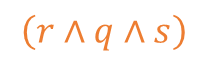 (r ∧ q ∧ s)